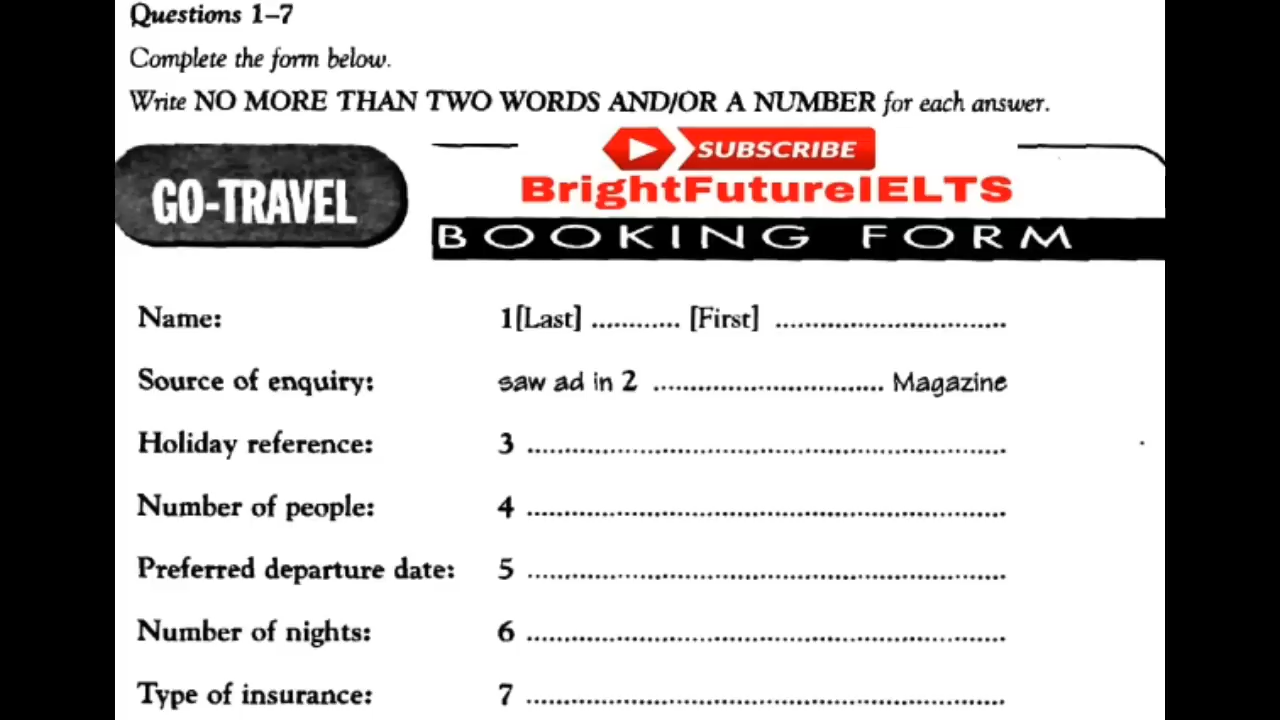 Questions 1–7
Complete the form below.
Write NO MORE THAN TWO WORDS AND/OR A NUMBER for each answer.
SUBSCRIBE
GO-TRAVEL
BrightFutureIELTS
BOOKING FORM
Name: 1[Last] ............ [First] ...............................
Source of enquiry: saw ad in 2 ............................... Magazine
Holiday reference: 3 ...............................
Number of people: 4 ...............................
Preferred departure date: 5 ...............................
Number of nights: 6 ...............................
Type of insurance: 7 ...............................